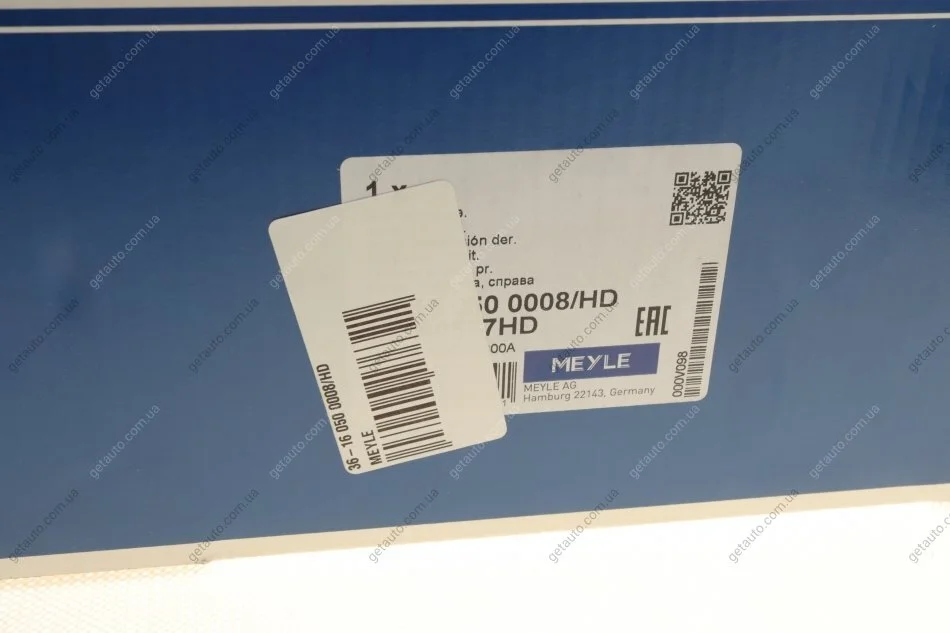 1 x
e.
ión der.
it.
pr.
а, справа
50 0008/HD
7HD
00A
EAC
MEYLE
MEYLE AG
Hamburg 22143, Germany
000V098
36-16 050 0008/HD
MEYLE
getauto.com.ua